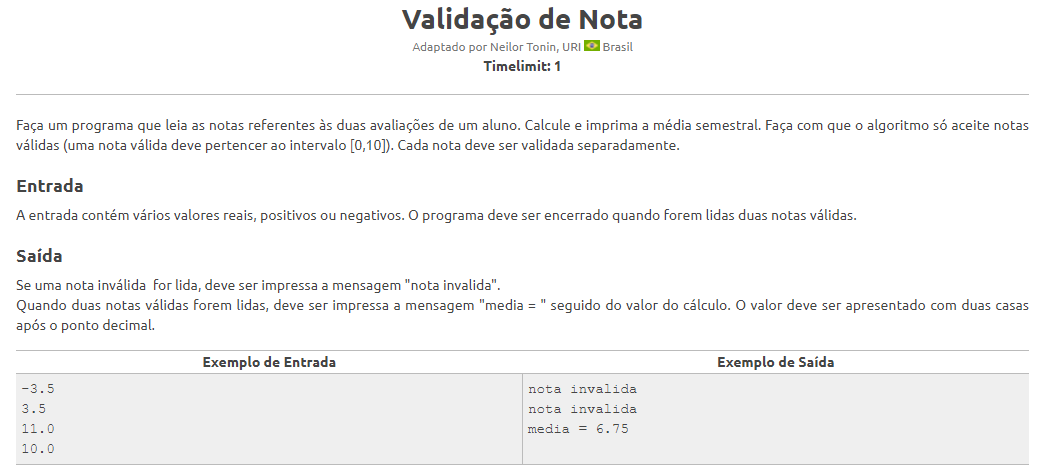 Validação de Nota
Adaptado por Neilor Tonin, URI Brasil
Timelimit: 1
Faça um programa que leia as notas referentes às duas avaliações de um aluno. Calcule e imprima a média semestral. Faça com que o algoritmo só aceite notas
válidas (uma nota válida deve pertencer ao intervalo [0,10]). Cada nota deve ser validada separadamente.
Entrada
A entrada contém vários valores reais, positivos ou negativos. O programa deve ser encerrado quando forem lidas duas notas válidas.
Saída
Se uma nota inválida for lida, deve ser impressa a mensagem "nota invalida".
Quando duas notas válidas forem lidas, deve ser impressa a mensagem "media = " seguido do valor do cálculo. O valor deve ser apresentado com duas casas
após o ponto decimal.
Exemplo de Entrada
Exemplo de Saída
-3.5
3.5
11.0
10.0
nota invalida
nota invalida
media = 6.75